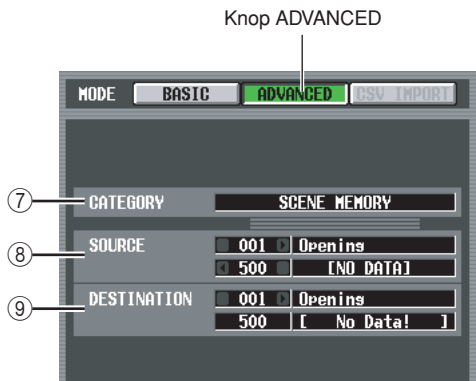 Knop ADVANCED
MODE BASIC ADVANCED CSV IMPORT
7 CATEGORY SCENE MEMORY
8 SOURCE 001 Opening
500 [NO DATA]
9 DESTINATION 001 Opening
500 [ No Data! ]